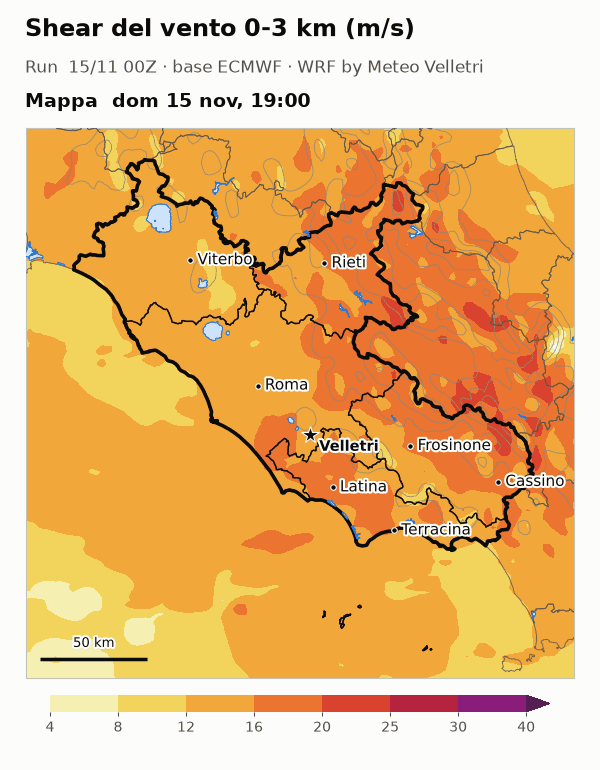 Shear del vento 0-3 km (m/s)
Run  15/11 00Z · base ECMWF · WRF by Meteo Velletri
Mappa  dom 15 nov, 19:00
Viterbo
Rieti
Roma
Velletri
Frosinone
Latina
Cassino
Terracina
50 km
4 8 12 16 20 25 30 40